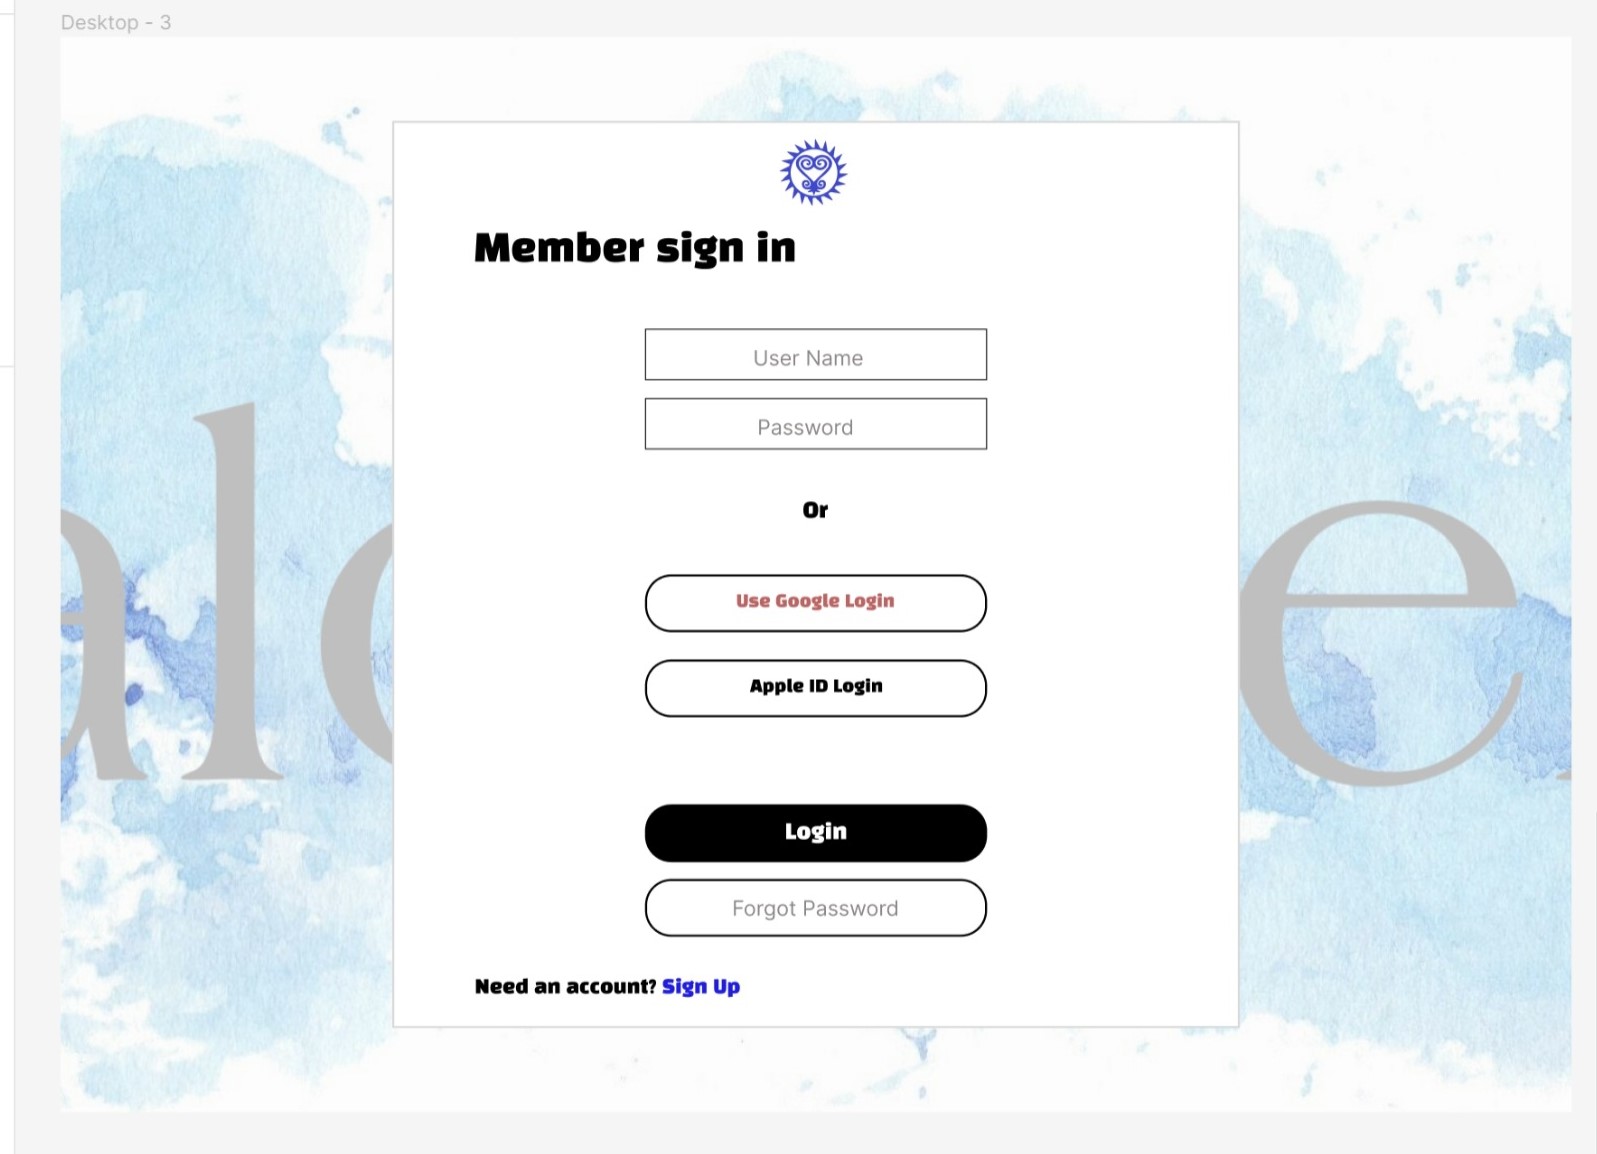 Desktop - 3
Member sign in
User Name
Password
Or
Use Google Login
Apple ID Login
Login
Forgot Password
Need an account? Sign Up